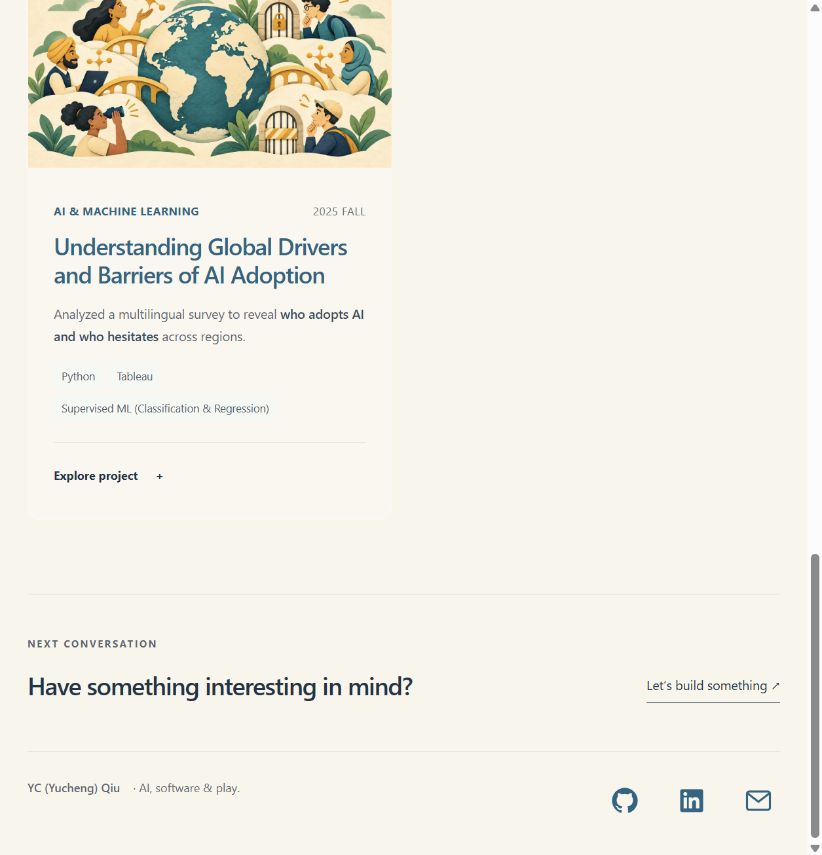 AI & MACHINE LEARNING
2025 FALL
Understanding Global Drivers
and Barriers of AI Adoption
Analyzed a multilingual survey to reveal who adopts AI
and who hesitates across regions.
Python
Tableau
Supervised ML (Classification & Regression)
Explore project +
NEXT CONVERSATION
Have something interesting in mind?
Let's build something ↗
YC (Yucheng) Qiu · AI, software & play.
in